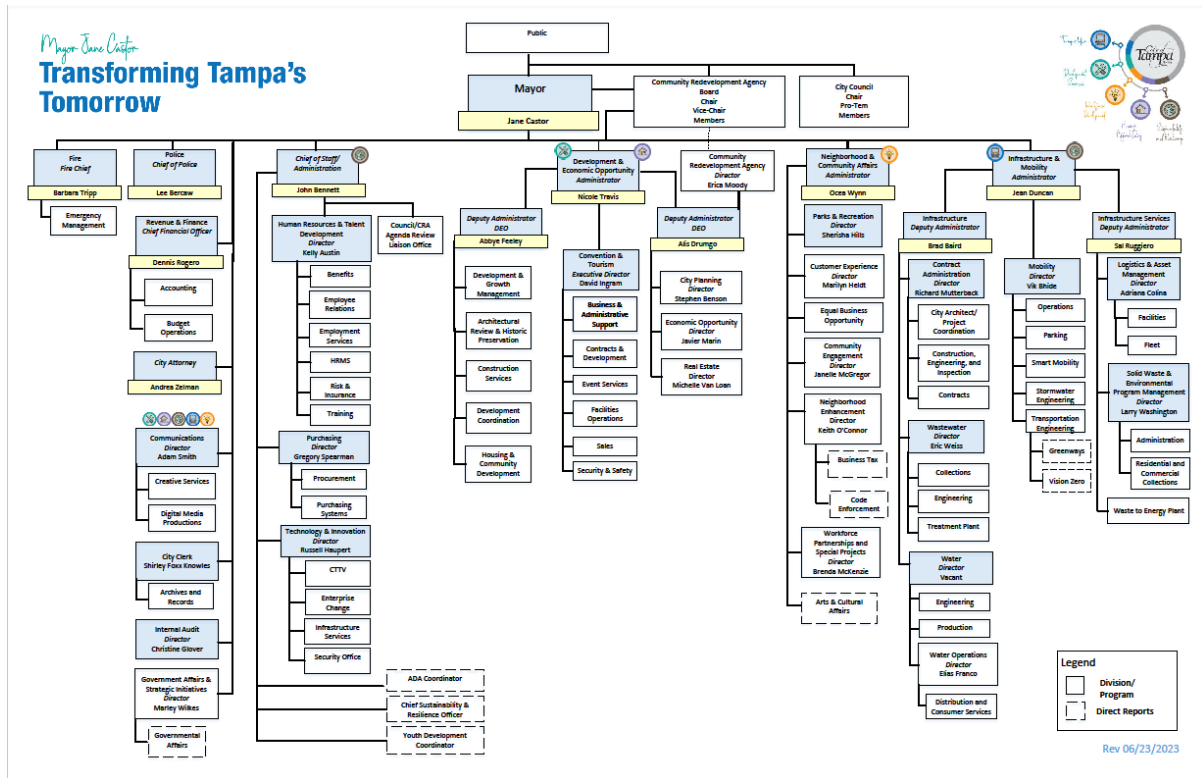 Mayor Jane Castor
Transforming Tampa's
Tomorrow
Public
Mayor
Jane Castor
Community Redevelopment Agency
Board
Chair
Vice-Chair
Members
City Council
Chair
Pro-Tem
Members
City of
Tampa
Fire
Fire Chief
Barbara Tripp
Emergency
Management
Police
Chief of Police
Lee Bercaw
Revenue & Finance
Chief Financial Officer
Dennis Rogero
Accounting
Budget
Operations
City Attorney
Andrea Zelman
Communications
Director
Adam Smith
Creative Services
Digital Media
Productions
City Clerk
Shirley Foxx Knowles
Archives and
Records
Internal Audit
Director
Christine Glover
Government Affairs &
Strategic Initiatives
Director
Marley Wilkes
Governmental
Affairs
Chief of Staff/
Administration
John Bennett
Council/CRA
Agenda Review
Liaison Office
Human Resources & Talent
Development
Director
Kelly Austin
Benefits
Employee
Relations
Employment
Services
HRMS
Risk &
Insurance
Training
Purchasing
Director
Gregory Spearman
Procurement
Purchasing
Systems
Technology & Innovation
Director
Russell Haupert
CTTV
Enterprise
Change
Infrastructure
Services
Security Office
ADA Coordinator
Chief Sustainability &
Resilience Officer
Youth Development
Coordinator
Development &
Economic Opportunity
Administrator
Nicole Travis
Deputy Administrator
DEO
Abbye Feeley
Development &
Growth
Management
Architectural
Review & Historic
Preservation
Construction
Services
Development
Coordination
Housing &
Community
Development
Convention &
Tourism
Executive Director
David Ingram
Business &
Administrative
Support
Contracts &
Development
Event Services
Facilities
Operations
Sales
Security & Safety
Community
Redevelopment Agency
Director
Erica Moody
Deputy Administrator
DEO
Alis Drumgo
City Planning
Director
Stephen Benson
Economic Opportunity
Director
Javier Marin
Real Estate
Director
Michelle Van Loan
Neighborhood &
Community Affairs
Administrator
Ocea Wynn
Parks & Recreation
Director
Sherisha Hills
Customer Experience
Director
Marilyn Heldt
Equal Business
Opportunity
Community
Engagement
Director
Janelle McGregor
Neighborhood
Enhancement
Director
Keith O'Connor
Business Tax
Code
Enforcement
Workforce
Partnerships and
Special Projects
Director
Brenda McKenzie
Arts & Cultural
Affairs
Infrastructure &
Mobility
Administrator
Jean Duncan
Infrastructure
Deputy Administrator
Brad Baird
Contract
Administration
Director
Richard Mutterback
City Architect/
Project
Coordination
Construction,
Engineering, and
Inspection
Contracts
Wastewater
Director
Eric Weiss
Collections
Engineering
Treatment Plant
Water
Director
Vacant
Engineering
Production
Water Operations
Director
Elias Franco
Distribution and
Consumer Services
Mobility
Director
Vik Bhide
Operations
Parking
Smart Mobility
Stormwater
Engineering
Transportation
Engineering
Greenways
Vision Zero
Infrastructure Services
Deputy Administrator
Sal Ruggiero
Logistics & Asset
Management
Director
Adriana Colina
Facilities
Fleet
Solid Waste &
Environmental
Program Management
Director
Larry Washington
Administration
Residential and
Commercial
Collections
Waste to Energy Plant
Legend
Division/
Program
Direct Reports
Rev 06/23/2023